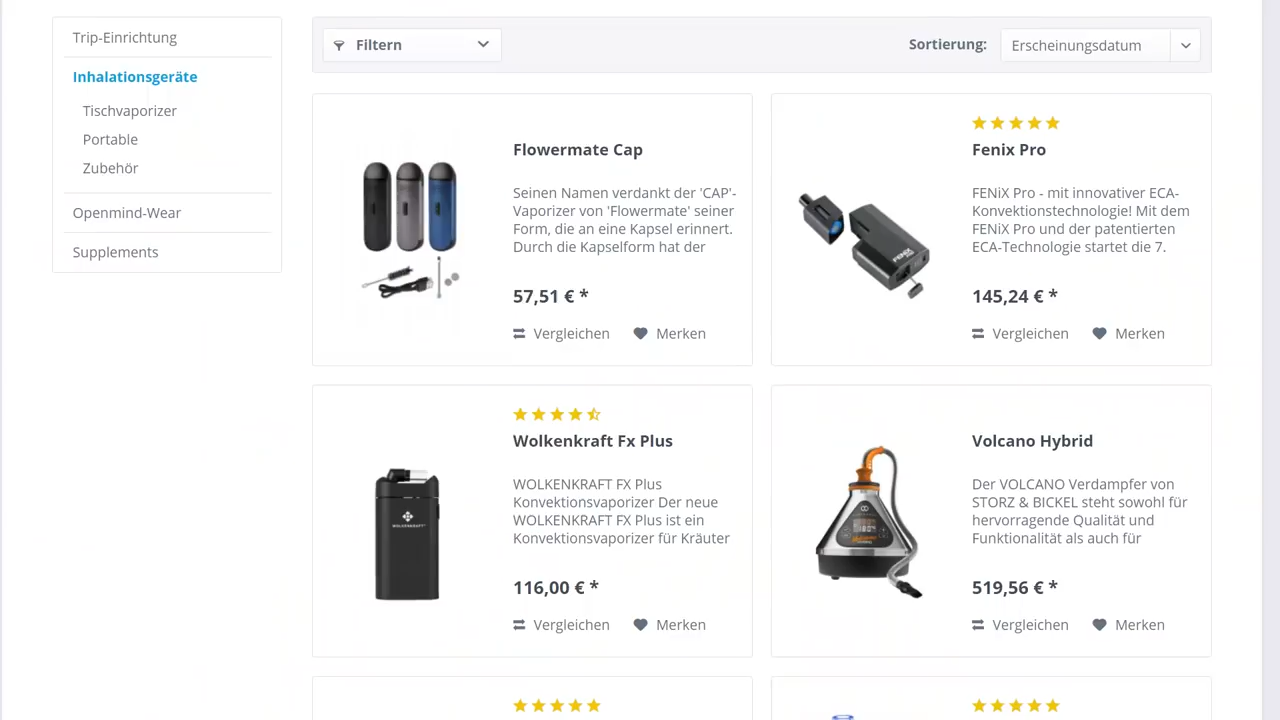 Trip-Einrichtung
Inhalationsgeräte
Tischvaporizer
Portable
Zubehör
Openmind-Wear
Supplements
Filtern
Sortierung:
Erscheinungsdatum
Flowermate Cap
Seinen Namen verdankt der 'CAP'-
Vaporizer von 'Flowermate' seiner
Form, die an eine Kapsel erinnert.
Durch die Kapselform hat der
57,51 € *
Vergleichen
Merken
FENiX
Fenix Pro
FENiX Pro - mit innovativer ECA-
Konvektionstechnologie! Mit dem
FENiX Pro und der patentierten
ECA-Technologie startet die 7.
145,24 € *
Vergleichen
Merken
WOLKENKRAFT
Wolkenkraft Fx Plus
WOLKENKRAFT FX Plus
Konvektionsvaporizer Der neue
WOLKENKRAFT FX Plus ist ein
Konvektionsvaporizer für Kräuter
116,00 € *
Vergleichen
Merken
Volcano Hybrid
Der VOLCANO Verdampfer von
STORZ & BICKEL steht sowohl für
hervorragende Qualität und
Funktionalität als auch für
519,56 € *
Vergleichen
Merken